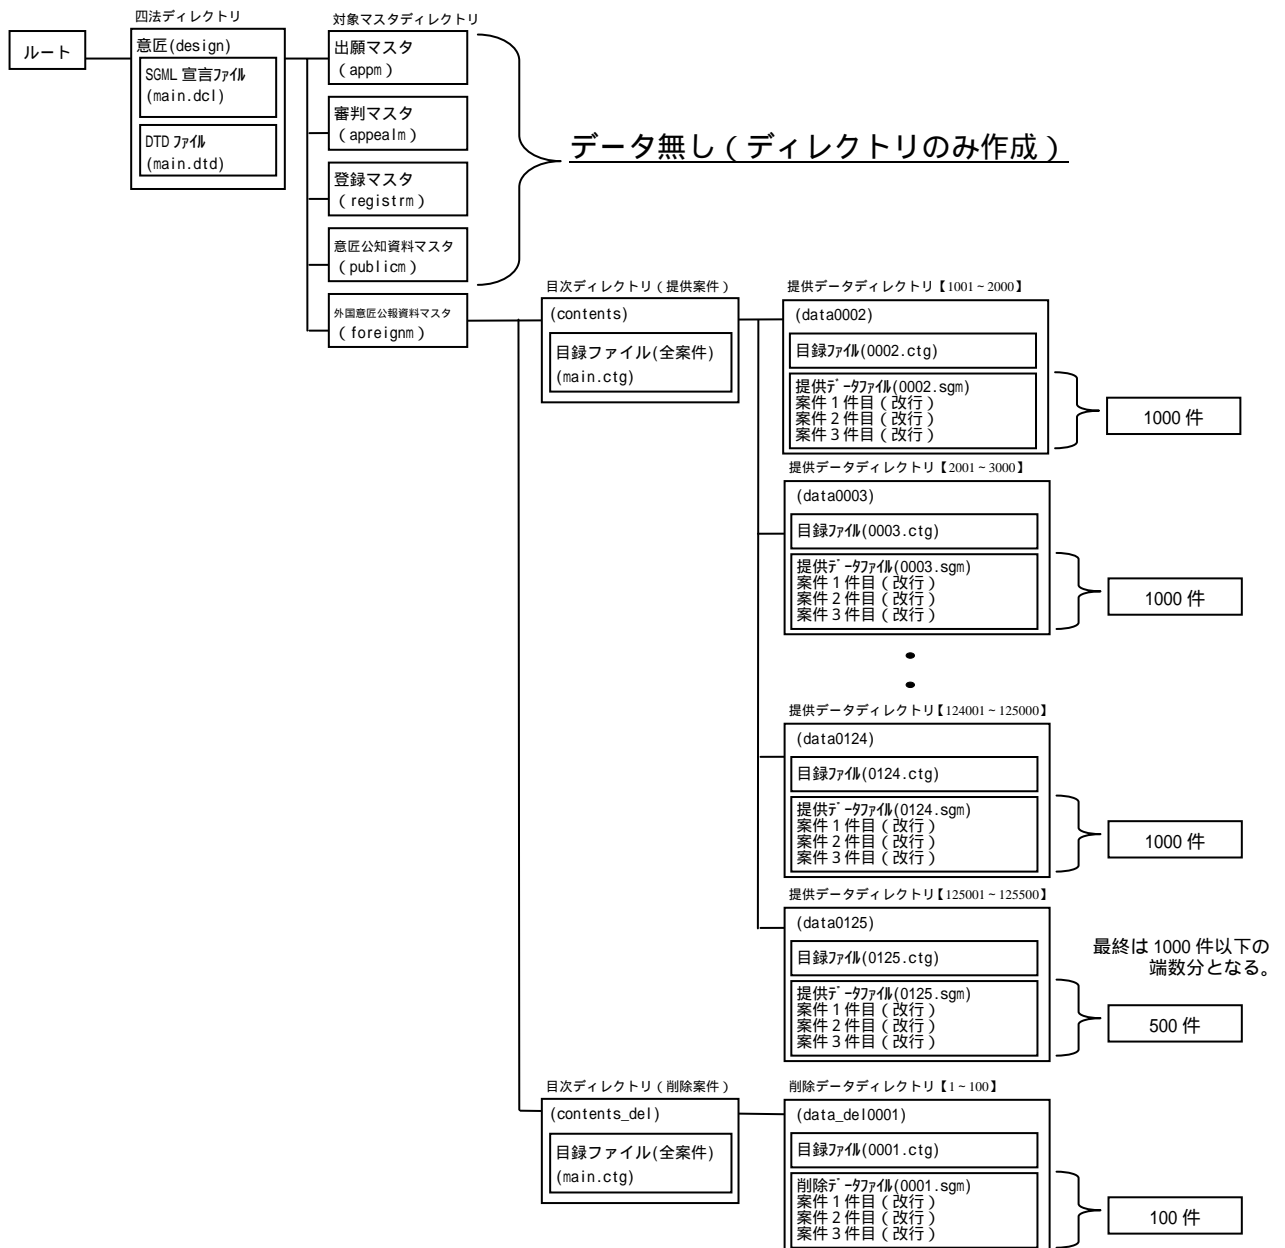 四法ディレクトリ
対象マスタディレクトリ
ルート
意匠(design)
SGML 宣言ファイル
(main.dcl)
DTD ファイル
(main.dtd)
出願マスタ
(appm)
審判マスタ
(appealm)
登録マスタ
(registrm)
意匠公知資料マスタ
(publicm)
外国意匠公報資料マスタ
(foreignm)
データ無し(ディレクトリのみ作成)
目次ディレクトリ(提供案件)
(contents)
目録ファイル(全案件)
(main.ctg)
提供データディレクトリ【1001~2000】
(data0002)
目録ファイル(0002.ctg)
提供データファイル(0002.sgm)
案件1件目(改行)
案件2件目(改行)
案件3件目(改行)
1000 件
提供データディレクトリ【2001~3000】
(data0003)
目録ファイル(0003.ctg)
提供データファイル(0003.sgm)
案件1件目(改行)
案件2件目(改行)
案件3件目(改行)
1000 件
提供データディレクトリ【124001~125000】
(data0124)
目録ファイル(0124.ctg)
提供データファイル(0124.sgm)
案件1件目(改行)
案件2件目(改行)
案件3件目(改行)
1000 件
提供データディレクトリ【125001~125500】
(data0125)
目録ファイル(0125.ctg)
提供データファイル(0125.sgm)
案件1件目(改行)
案件2件目(改行)
案件3件目(改行)
最終は 1000 件以下の
端数分となる。
500 件
目次ディレクトリ(削除案件)
(contents_del)
目録ファイル(全案件)
(main.ctg)
削除データディレクトリ【1~100】
(data_del0001)
目録ファイル(0001.ctg)
削除データファイル(0001.sgm)
案件1件目(改行)
案件2件目(改行)
案件3件目(改行)
100 件